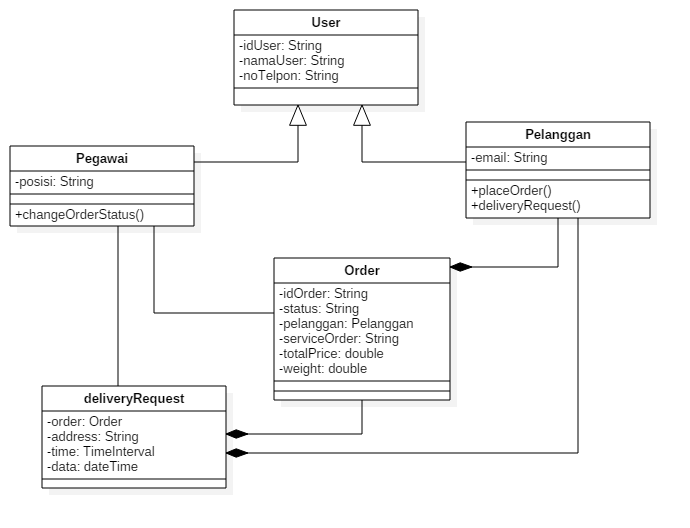 User
-idUser: String
-namaUser: String
-noTelpon: String
Pegawai
-posisi: String
+changeOrderStatus()
Pelanggan
-email: String
+placeOrder()
+deliveryRequest()
Order
-idOrder: String
-status: String
-pelanggan: Pelanggan
-serviceOrder: String
-totalPrice: double
-weight: double
deliveryRequest
-order: Order
-address: String
-time: TimeInterval
-data: dateTime